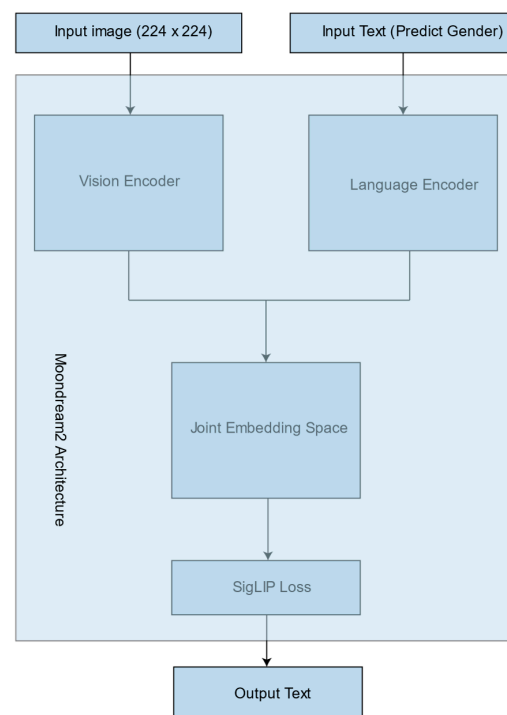 Input image (224 x 224)
Input Text (Predict Gender)
Vision Encoder
Language Encoder
Moondream2 Architecture
Joint Embedding Space
SigLIP Loss
Output Text